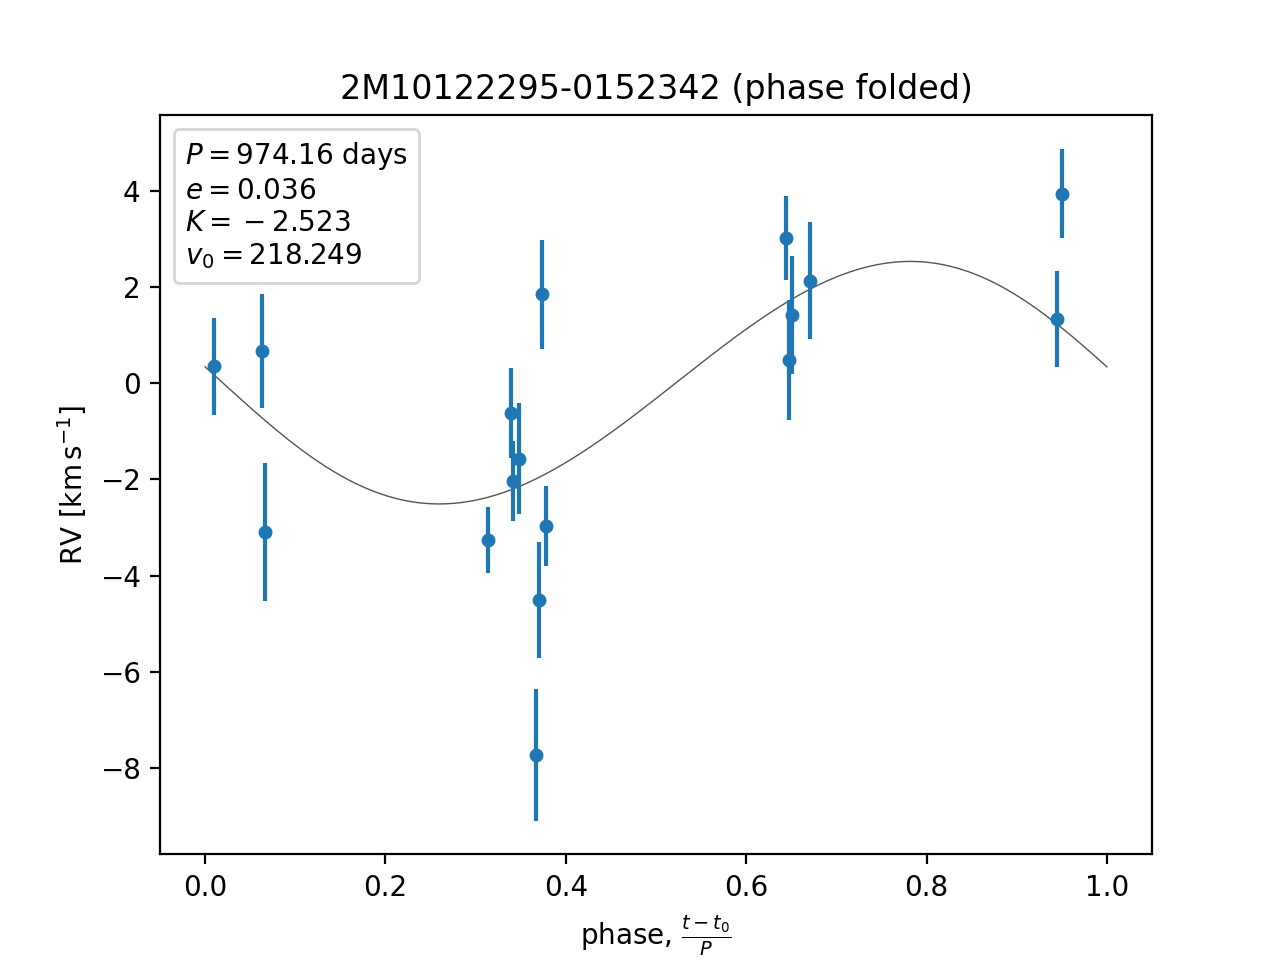 2M10122295-0152342 (phase folded)
P = 974.16 days
e = 0.036
K = −2.523
v₀ = 218.249
4
2
0
−2
−4
−6
−8
RV [km s⁻¹]
0.0 0.2 0.4 0.6 0.8 1.0
phase, (t − t₀)/P